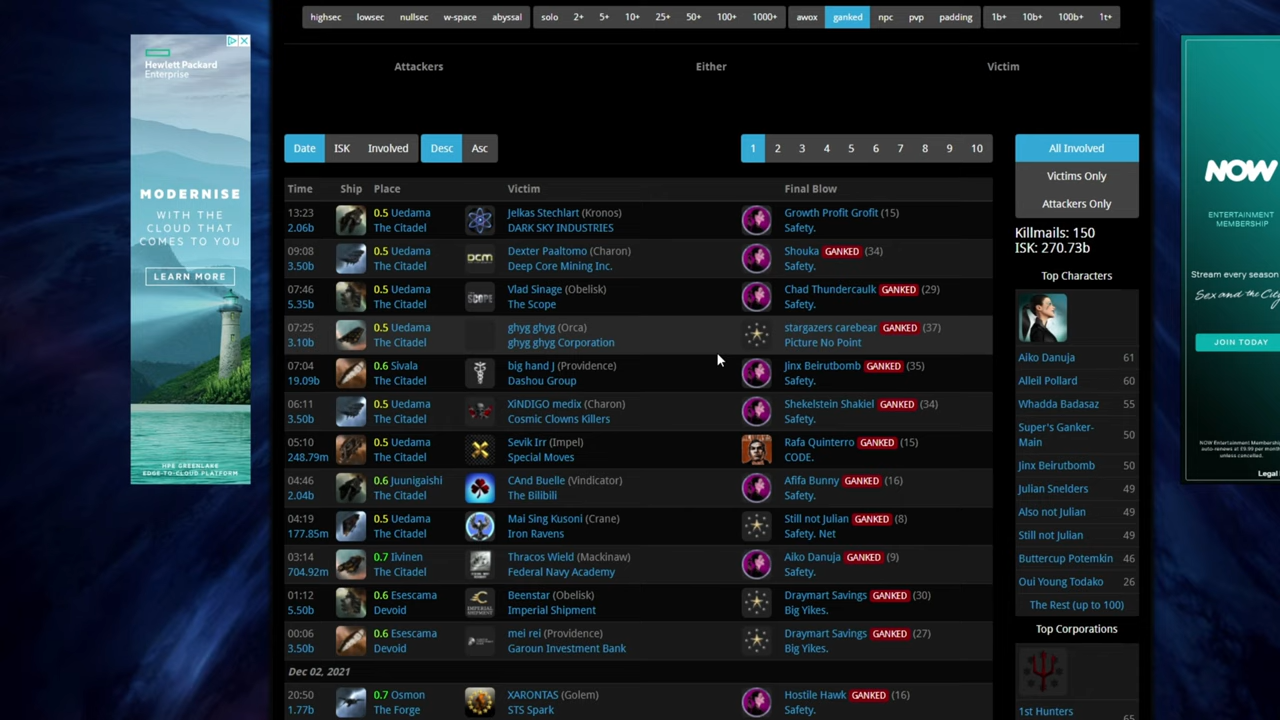 highsec lowsec nullsec w-space abyssal solo 2+ 5+ 10+ 25+ 50+ 100+ 1000+ awox ganked npc pvp padding 1b+ 10b+ 100b+ 1t+
Attackers Either Victim
Hewlett Packard
Enterprise
MODERNISE
WITH THE
CLOUD THAT
COMES TO YOU
LEARN MORE
HPE GREENLAKE
EDGE-TO-CLOUD PLATFORM
Date ISK Involved Desc Asc 1 2 3 4 5 6 7 8 9 10
Time Ship Place Victim Final Blow
13:23 0.5 Uedama Jelkas Stechlart (Kronos) Growth Profit Grofit (15)
2.06b The Citadel DARK SKY INDUSTRIES Safety.
09:08 0.5 Uedama DCM Dexter Paaltomo (Charon) Shouka GANKED (34)
3.50b The Citadel Deep Core Mining Inc. Safety.
07:46 0.5 Uedama SCOPE Vlad Sinage (Obelisk) Chad Thundercaulk GANKED (29)
5.35b The Citadel The Scope Safety.
07:25 0.5 Uedama ghyg ghyg (Orca) stargazers carebear GANKED (37)
3.10b The Citadel ghyg ghyg Corporation Picture No Point
07:04 0.6 Sivala big hand J (Providence) Jinx Beirutbomb GANKED (35)
19.09b The Citadel Dashou Group Safety.
06:11 0.5 Uedama XiNDIGO medix (Charon) Shekelstein Shakiel GANKED (34)
3.50b The Citadel Cosmic Clowns Killers Safety.
05:10 0.5 Uedama Sevik Irr (Impel) Rafa Quinterro GANKED (15)
248.79m The Citadel Special Moves CODE.
04:46 0.6 Juunigaishi CAnd Buelle (Vindicator) Afifa Bunny GANKED (16)
2.04b The Citadel The Bilibili Safety.
04:19 0.5 Uedama Mai Sing Kusoni (Crane) Still not Julian GANKED (8)
177.85m The Citadel Iron Ravens Safety. Net
03:14 0.7 Iivinen Thracos Wield (Mackinaw) Aiko Danuja GANKED (9)
704.92m The Citadel Federal Navy Academy Safety.
01:12 0.6 Esescama Beenstar (Obelisk) Draymart Savings GANKED (30)
5.50b Devoid Imperial Shipment Big Yikes.
00:06 0.6 Esescama mei rei (Providence) Draymart Savings GANKED (27)
3.50b Devoid Garoun Investment Bank Big Yikes.
Dec 02, 2021
20:50 0.7 Osmon XARONTAS (Golem) Hostile Hawk GANKED (16)
1.77b The Forge STS Spark Safety.
All Involved
Victims Only
Attackers Only
Killmails: 150
ISK: 270.73b
Top Characters
Aiko Danuja 61
Alleil Pollard 60
Whadda Badasaz 55
Super's Ganker-
Main 50
Jinx Beirutbomb 50
Julian Snelders 49
Also not Julian 49
Still not Julian 49
Buttercup Potemkin 46
Oui Young Todako 26
The Rest (up to 100)
Top Corporations
1st Hunters 65
NOW
ENTERTAINMENT
MEMBERSHIP
Stream every season
Sex and the City
JOIN TODAY
NOW Entertainment Membership
Legal